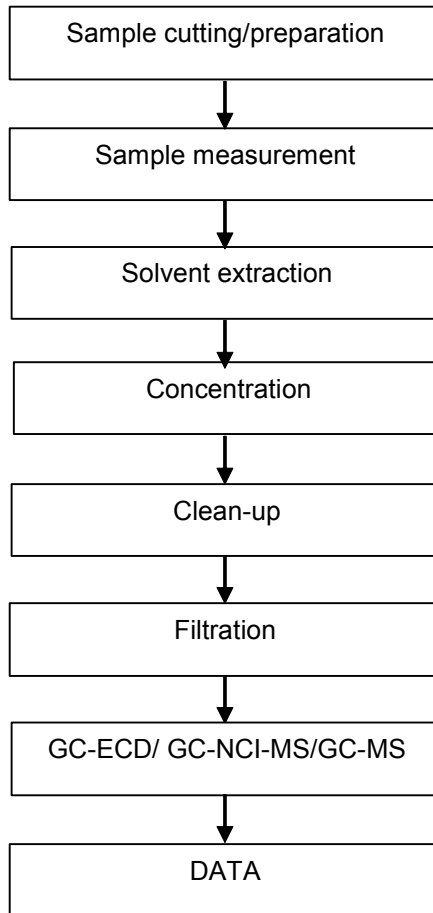 Sample cutting/preparation
Sample measurement
Solvent extraction
Concentration
Clean-up
Filtration
GC-ECD/ GC-NCI-MS/GC-MS
DATA